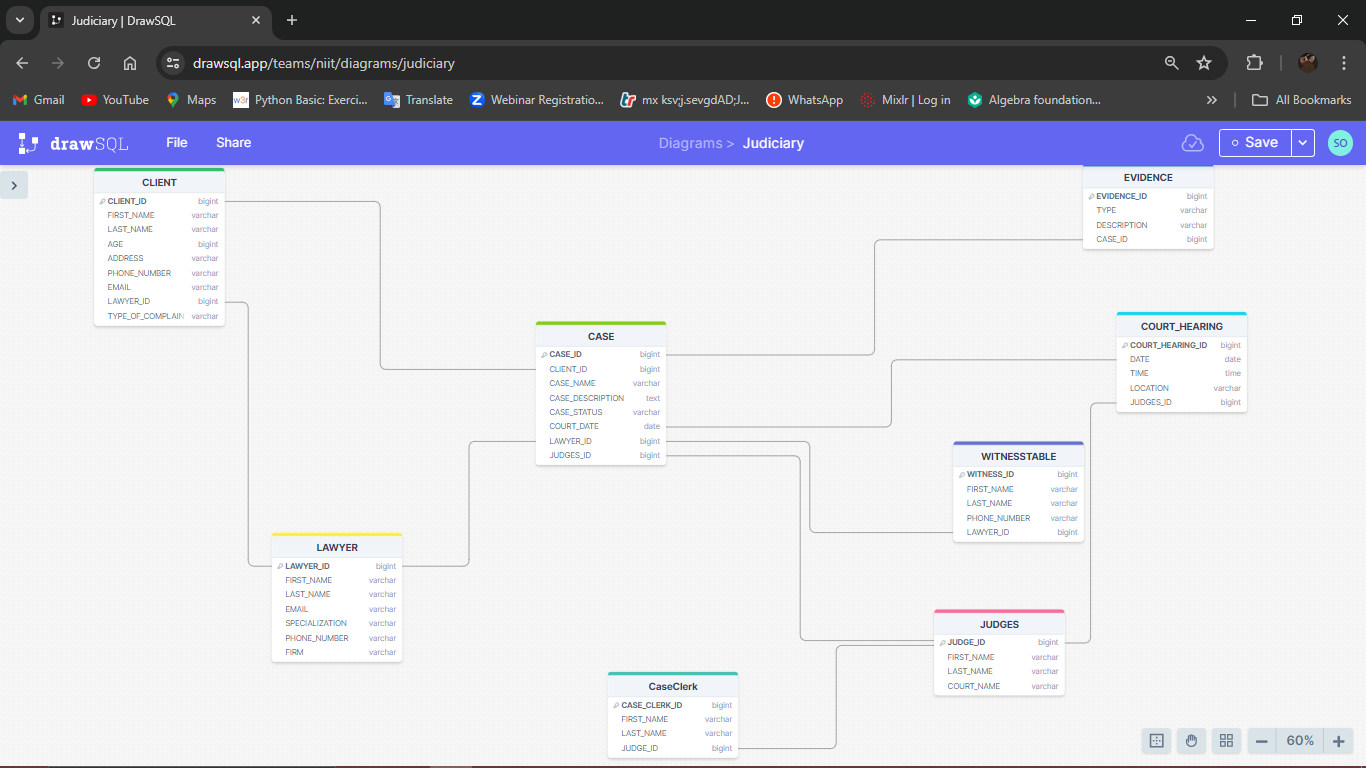 Judiciary | DrawSQL
drawsql.app/teams/niit/diagrams/judiciary
Gmail YouTube Maps w3r Python Basic: Exerci... Translate Z Webinar Registratio... mx ksv;j.sevgdAD;J... WhatsApp Mixlr | Log in Algebra foundation... » All Bookmarks
drawSQL File Share Diagrams > Judiciary Save SO
CLIENT
CLIENT_ID bigint
FIRST_NAME varchar
LAST_NAME varchar
AGE bigint
ADDRESS varchar
PHONE_NUMBER varchar
EMAIL varchar
LAWYER_ID bigint
TYPE_OF_COMPLAIN varchar
EVIDENCE
EVIDENCE_ID bigint
TYPE varchar
DESCRIPTION varchar
CASE_ID bigint
CASE
CASE_ID bigint
CLIENT_ID bigint
CASE_NAME varchar
CASE_DESCRIPTION text
CASE_STATUS varchar
COURT_DATE date
LAWYER_ID bigint
JUDGES_ID bigint
COURT_HEARING
COURT_HEARING_ID bigint
DATE date
TIME time
LOCATION varchar
JUDGES_ID bigint
WITNESSTABLE
WITNESS_ID bigint
FIRST_NAME varchar
LAST_NAME varchar
PHONE_NUMBER varchar
LAWYER_ID bigint
LAWYER
LAWYER_ID bigint
FIRST_NAME varchar
LAST_NAME varchar
EMAIL varchar
SPECIALIZATION varchar
PHONE_NUMBER varchar
FIRM varchar
JUDGES
JUDGE_ID bigint
FIRST_NAME varchar
LAST_NAME varchar
COURT_NAME varchar
CaseClerk
CASE_CLERK_ID bigint
FIRST_NAME varchar
LAST_NAME varchar
JUDGE_ID bigint
60%